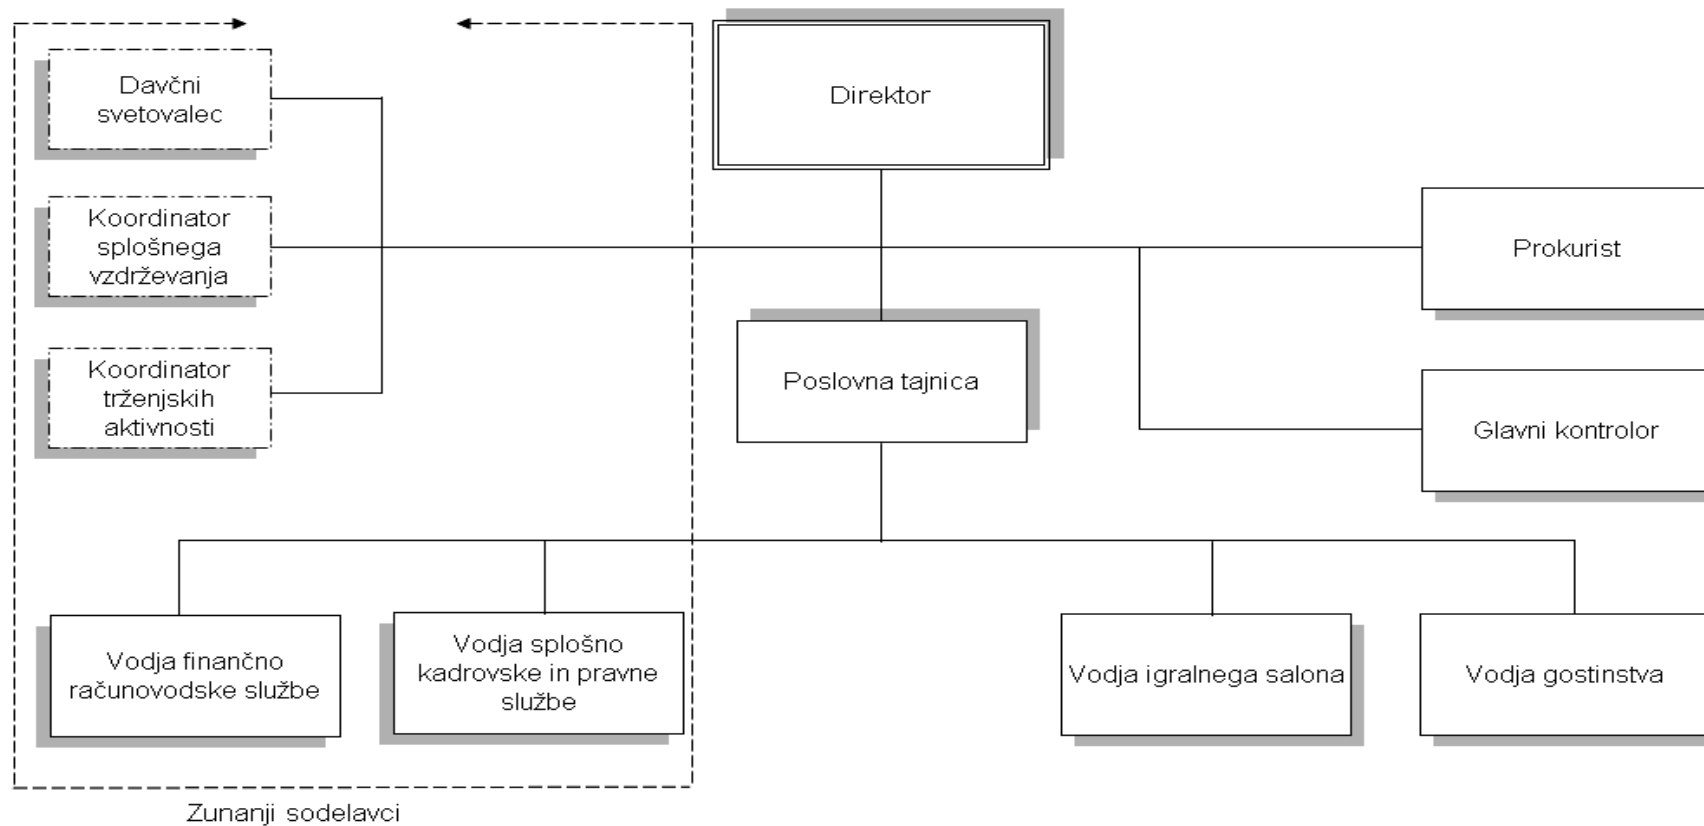 Davčni
svetovalec
Direktor
Koordinator
splošnega
vzdrževanja
Prokurist
Koordinator
trženjskih
aktivnosti
Poslovna tajnica
Glavni kontrolor
Vodja finančno
računovodske službe
Vodja splošno
kadrovske in pravne
službe
Vodja igralnega salona
Vodja gostinstva
Zunanji sodelavci